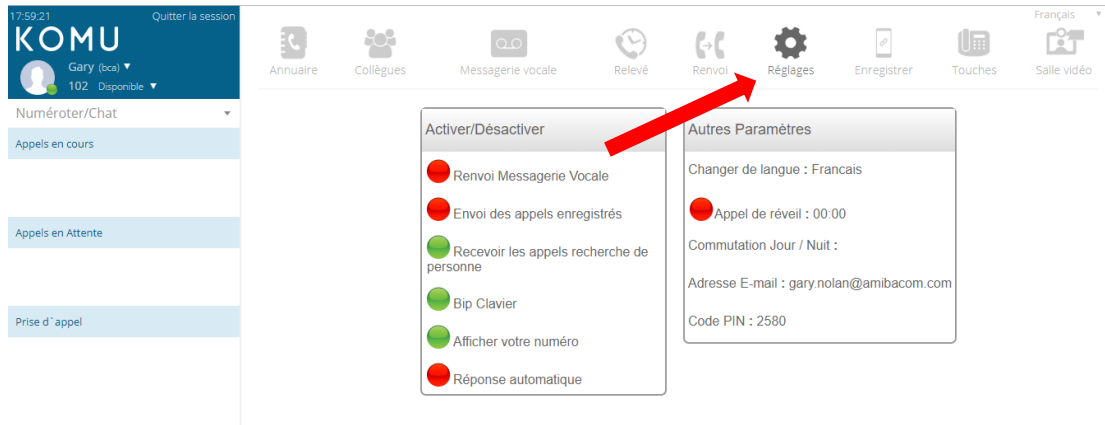 17:59:21 Quitter la session
KOMU
Gary (bca) ▼
102 Disponible ▼
Français ▼
Annuaire Collègues Messagerie vocale Relevé Renvoi Réglages Enregistrer Touches Salle vidéo
Numéroter/Chat
Appels en cours
Appels en Attente
Prise d`appel
Activer/Désactiver
Renvoi Messagerie Vocale
Envoi des appels enregistrés
Recevoir les appels recherche de
personne
Bip Clavier
Afficher votre numéro
Réponse automatique
Autres Paramètres
Changer de langue : Francais
Appel de réveil : 00:00
Commutation Jour / Nuit :
Adresse E-mail : gary.nolan@amibacom.com
Code PIN : 2580